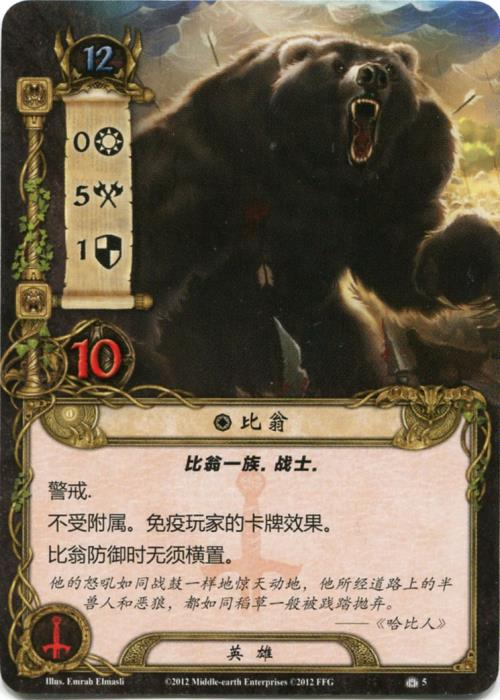 12
0
5
1
10
比翁
比翁一族. 战士.
警戒.
不受附属。免疫玩家的卡牌效果。
比翁防御时无须横置。
他的怒吼如同战鼓一样地惊天动地，他所经道路上的半
兽人和恶狼，都如同稻草一般被践踏抛弃。
——《哈比人》
英雄
Illus. Emrah Elmasli ©2012 Middle-earth Enterprises ©2012 FFG 5